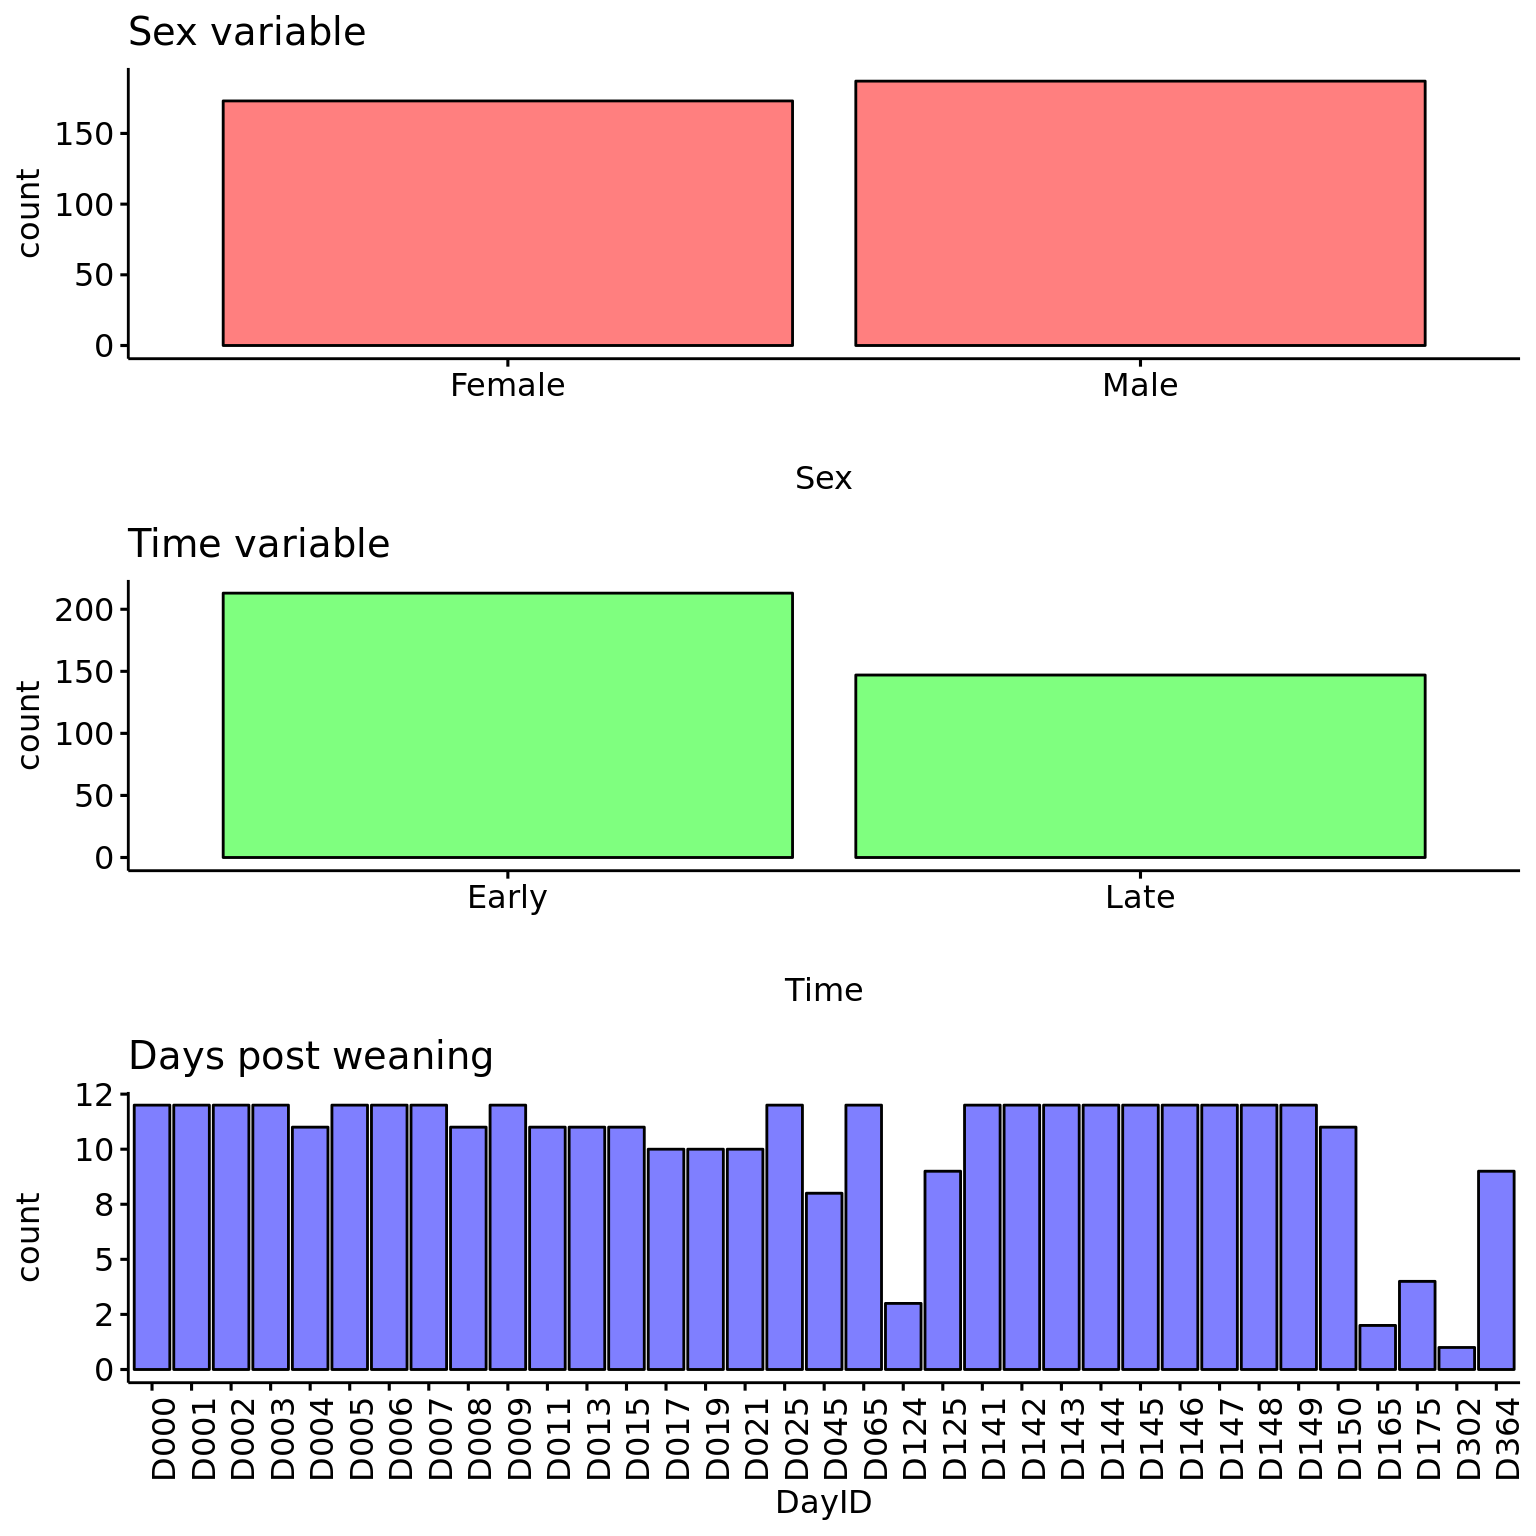 Sex variable
count
150
100
50
0
Female Male
Sex
Time variable
count
200
150
100
50
0
Early Late
Time
Days post weaning
count
12
10
8
5
2
0
D000 D001 D002 D003 D004 D005 D006 D007 D008 D009 D011 D013 D015 D017 D019 D021 D025 D045 D065 D124 D125 D141 D142 D143 D144 D145 D146 D147 D148 D149 D150 D165 D175 D302 D364
DayID